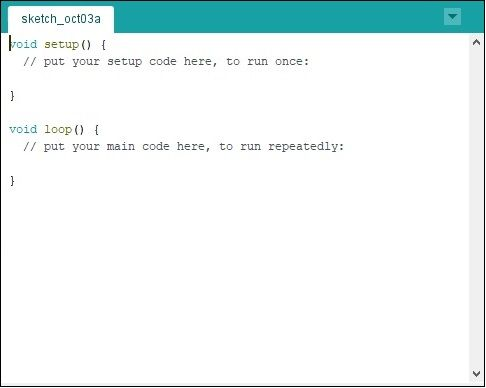 sketch_oct03a
void setup() {
  // put your setup code here, to run once:
}
void loop() {
  // put your main code here, to run repeatedly:
}